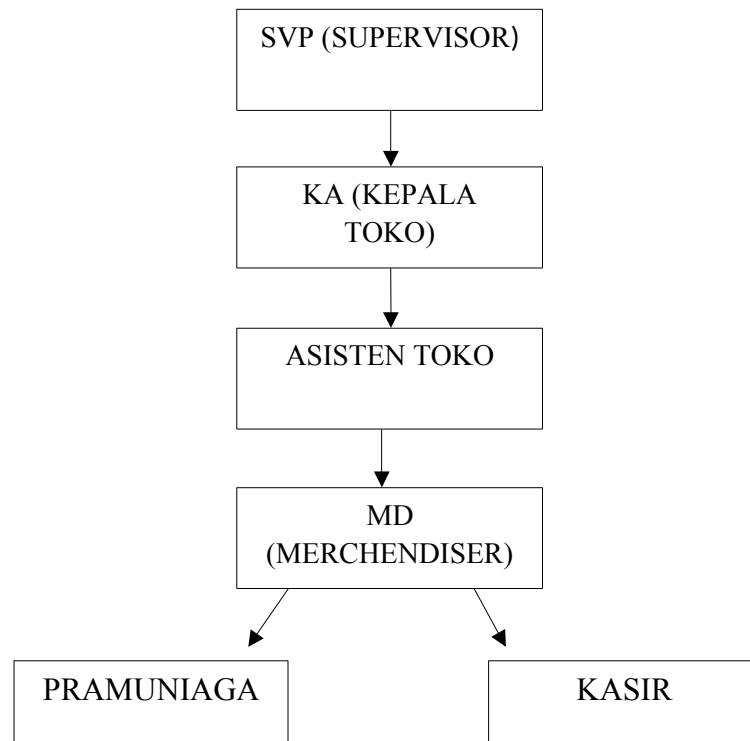 SVP (SUPERVISOR)
KA (KEPALA
TOKO)
ASISTEN TOKO
MD
(MERCHENDISER)
PRAMUNIAGA
KASIR